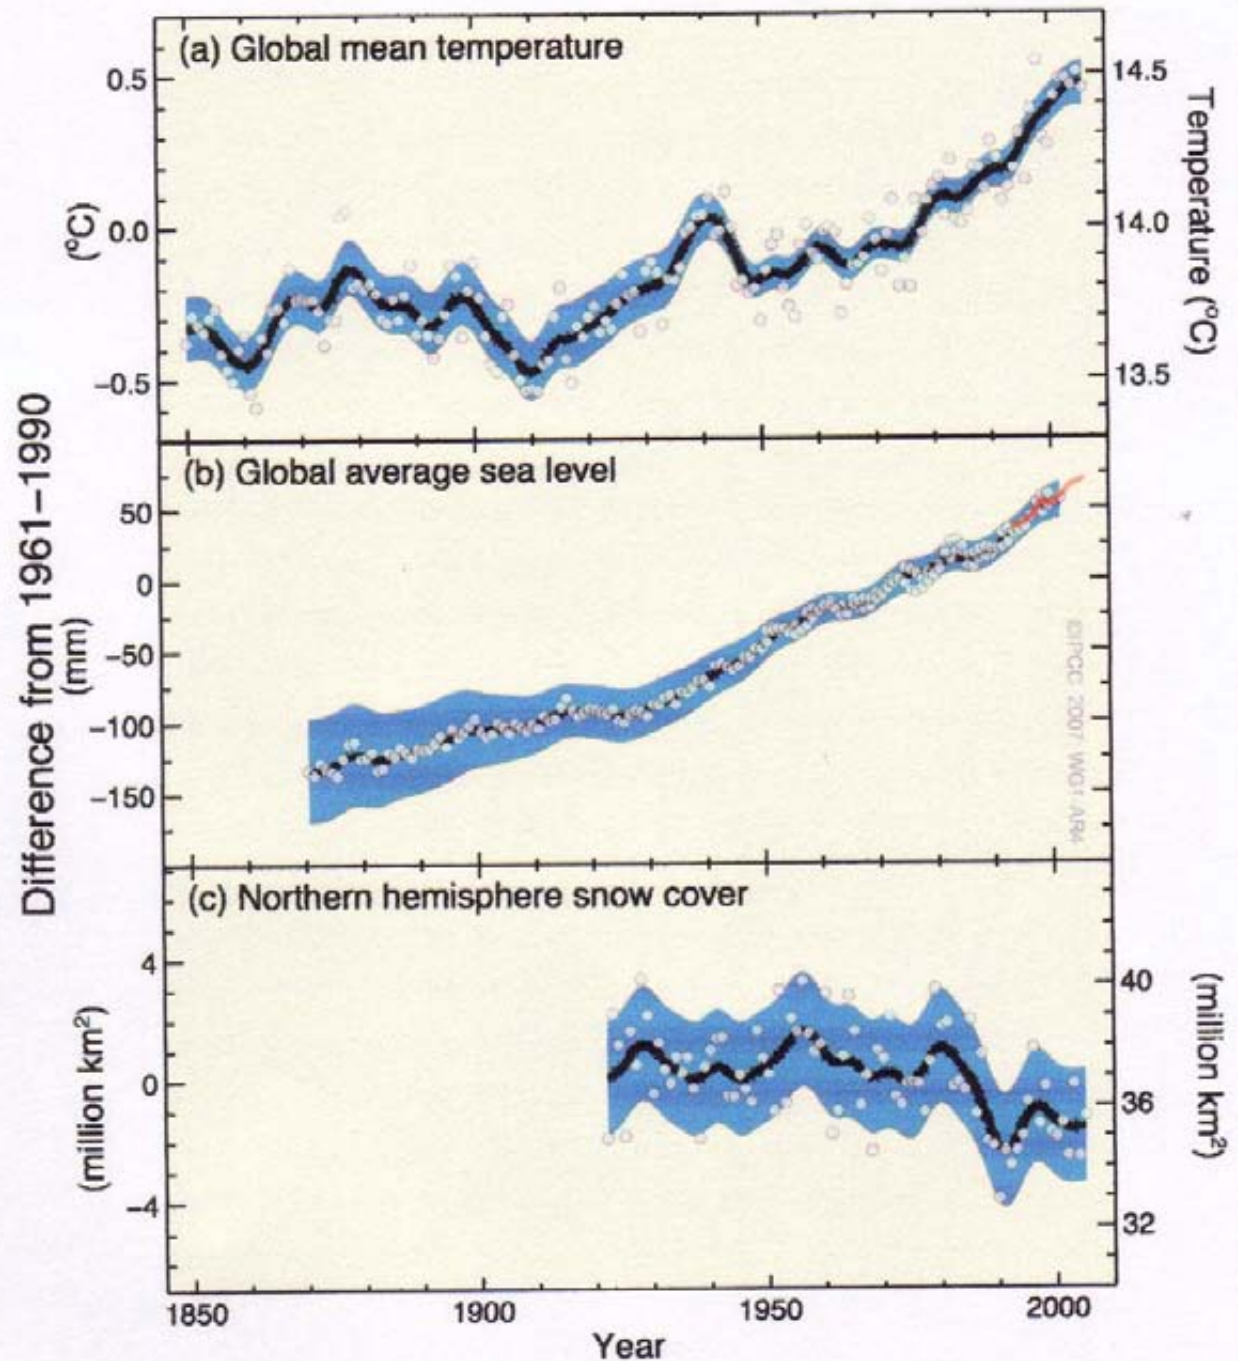 (a) Global mean temperature
0.5
0.0
−0.5
(°C)
14.5
14.0
13.5
Temperature (°C)
Difference from 1961–1990
(b) Global average sea level
50
0
−50
−100
−150
(mm)
©IPCC 2007: WG1-AR4
(c) Northern hemisphere snow cover
4
0
−4
(million km²)
40
36
32
(million km²)
1850
1900
1950
2000
Year